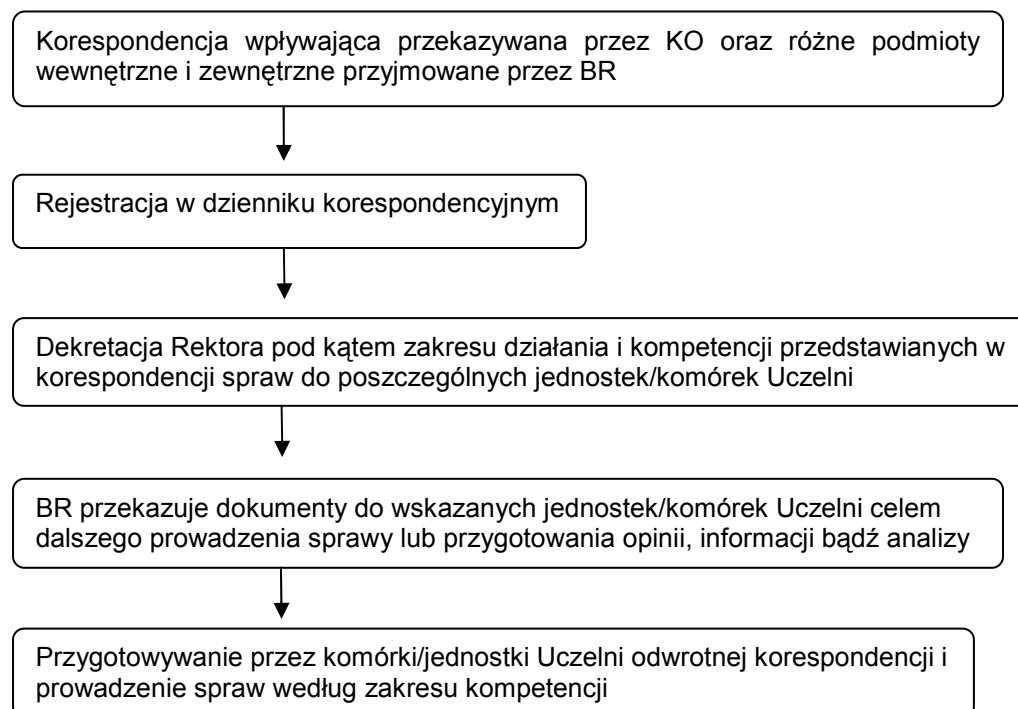 Korespondencja wpływająca przekazywana przez KO oraz różne podmioty
wewnętrzne i zewnętrzne przyjmowane przez BR
Rejestracja w dzienniku korespondencyjnym
Dekretacja Rektora pod kątem zakresu działania i kompetencji przedstawianych w
korespondencji spraw do poszczególnych jednostek/komórek Uczelni
BR przekazuje dokumenty do wskazanych jednostek/komórek Uczelni celem
dalszego prowadzenia sprawy lub przygotowania opinii, informacji bądź analizy
Przygotowywanie przez komórki/jednostki Uczelni odwrotnej korespondencji i
prowadzenie spraw według zakresu kompetencji